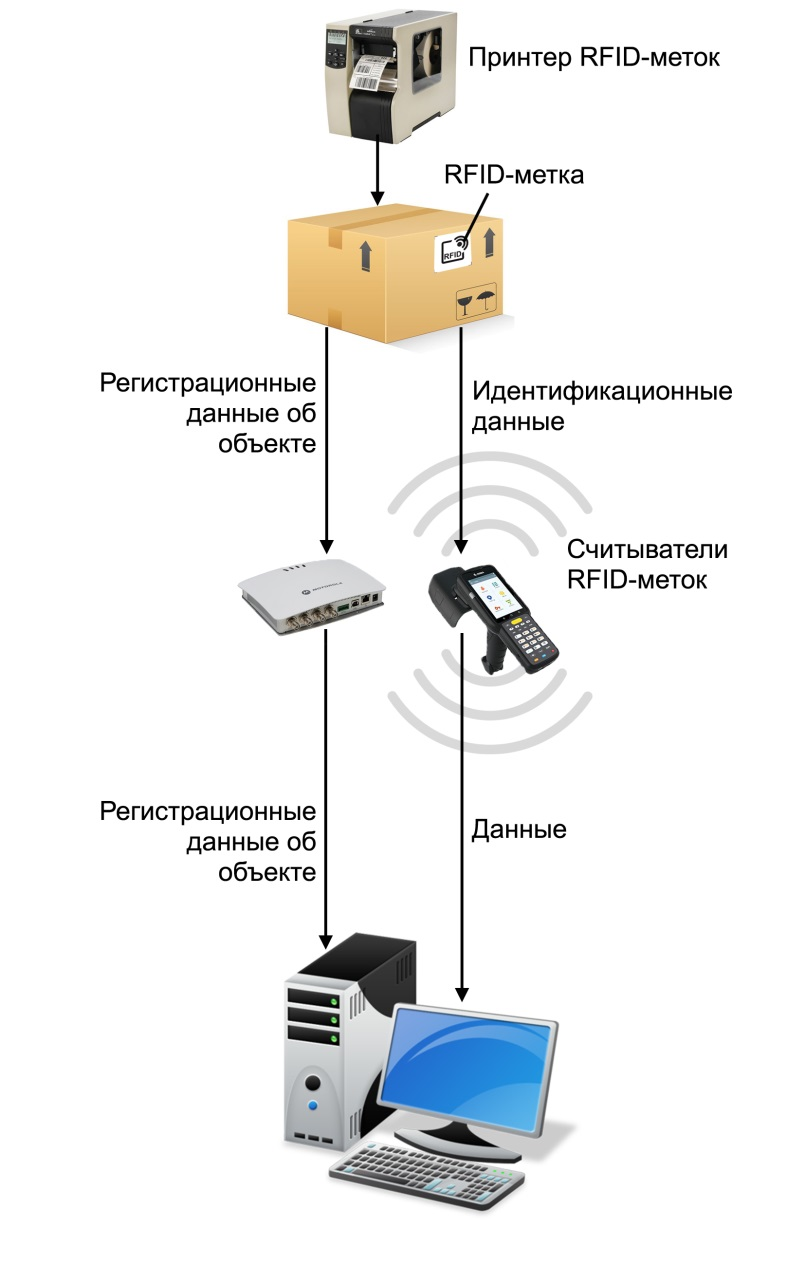 Принтер RFID-меток
RFID-метка
RFID
Регистрационные
данные об
объекте
Идентификационные
данные
Считыватели
RFID-меток
MOTOROLA
Регистрационные
данные об
объекте
Данные